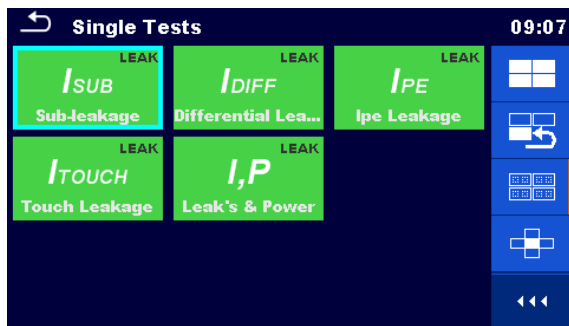 Single Tests 09:07
LEAK LEAK LEAK
ISUB IDIFF IPE
Sub-leakage Differential Lea... Ipe Leakage
LEAK LEAK
ITOUCH I,P
Touch Leakage Leak's & Power